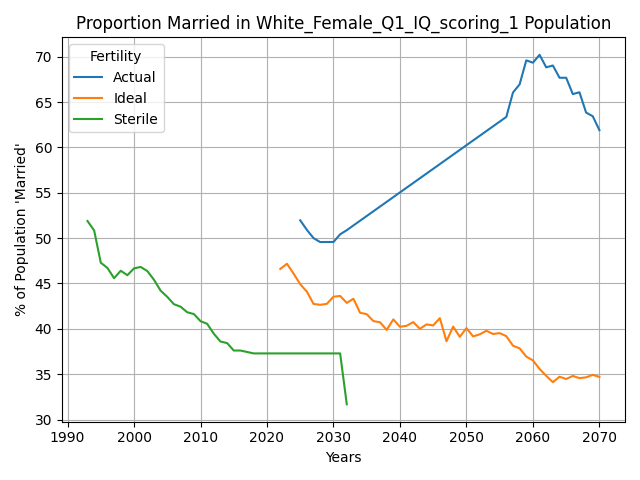 Proportion Married in White_Female_Q1_IQ_scoring_1 Population
Fertility
Actual
Ideal
Sterile
% of Population 'Married'
70
65
60
55
50
45
40
35
30
1990 2000 2010 2020 2030 2040 2050 2060 2070
Years